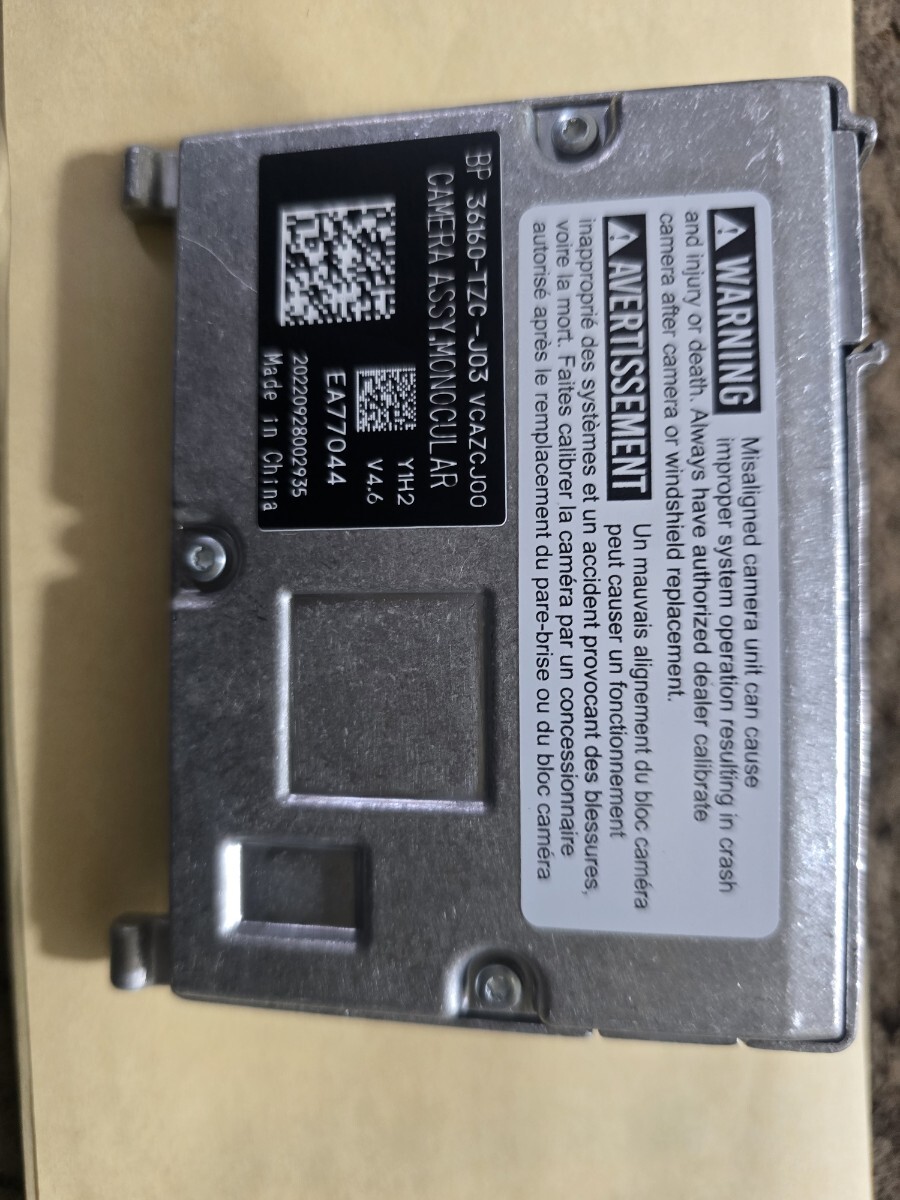 ⚠ WARNING
Misaligned camera unit can cause
improper system operation resulting in crash
and injury or death. Always have authorized dealer calibrate
camera after camera or windshield replacement.
⚠ AVERTISSEMENT
Un mauvais alignement du bloc caméra
peut causer un fonctionnement
inapproprié des systèmes et un accident provocant des blessures,
voire la mort. Faites calibrer la caméra par un concessionnaire
autorisé après le remplacement du pare-brise ou du bloc caméra
BP 36160-TZC-J03 VCAZCJ00
CAMERA ASSY,MONOCULAR
Y1H2
V4.6
EA77044
20220928002935
Made in China